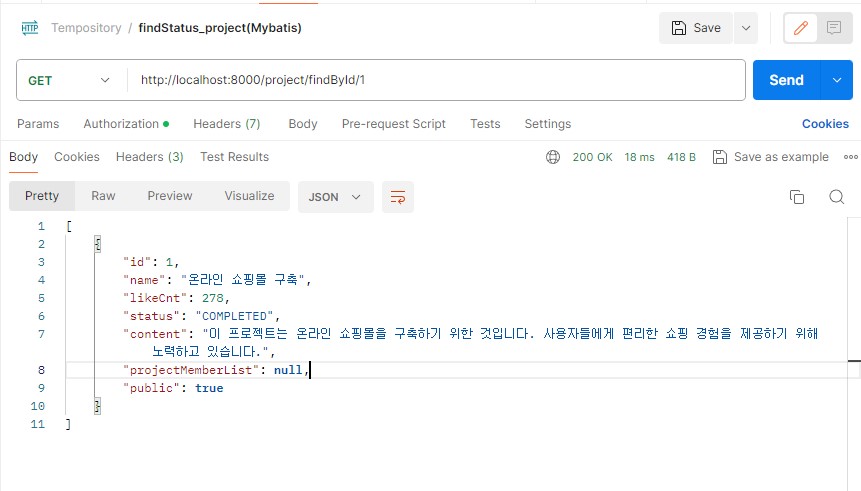 HTTP Tempository / findStatus_project(Mybatis) Save
GET http://localhost:8000/project/findById/1 Send
Params Authorization Headers (7) Body Pre-request Script Tests Settings Cookies
Body Cookies Headers (3) Test Results 200 OK 18 ms 418 B Save as example
Pretty Raw Preview Visualize JSON
1 [
2 {
3 "id": 1,
4 "name": "온라인 쇼핑몰 구축",
5 "likeCnt": 278,
6 "status": "COMPLETED",
7 "content": "이 프로젝트는 온라인 쇼핑몰을 구축하기 위한 것입니다. 사용자들에게 편리한 쇼핑 경험을 제공하기 위해
노력하고 있습니다.",
8 "projectMemberList": null,
9 "public": true
10 }
11 ]